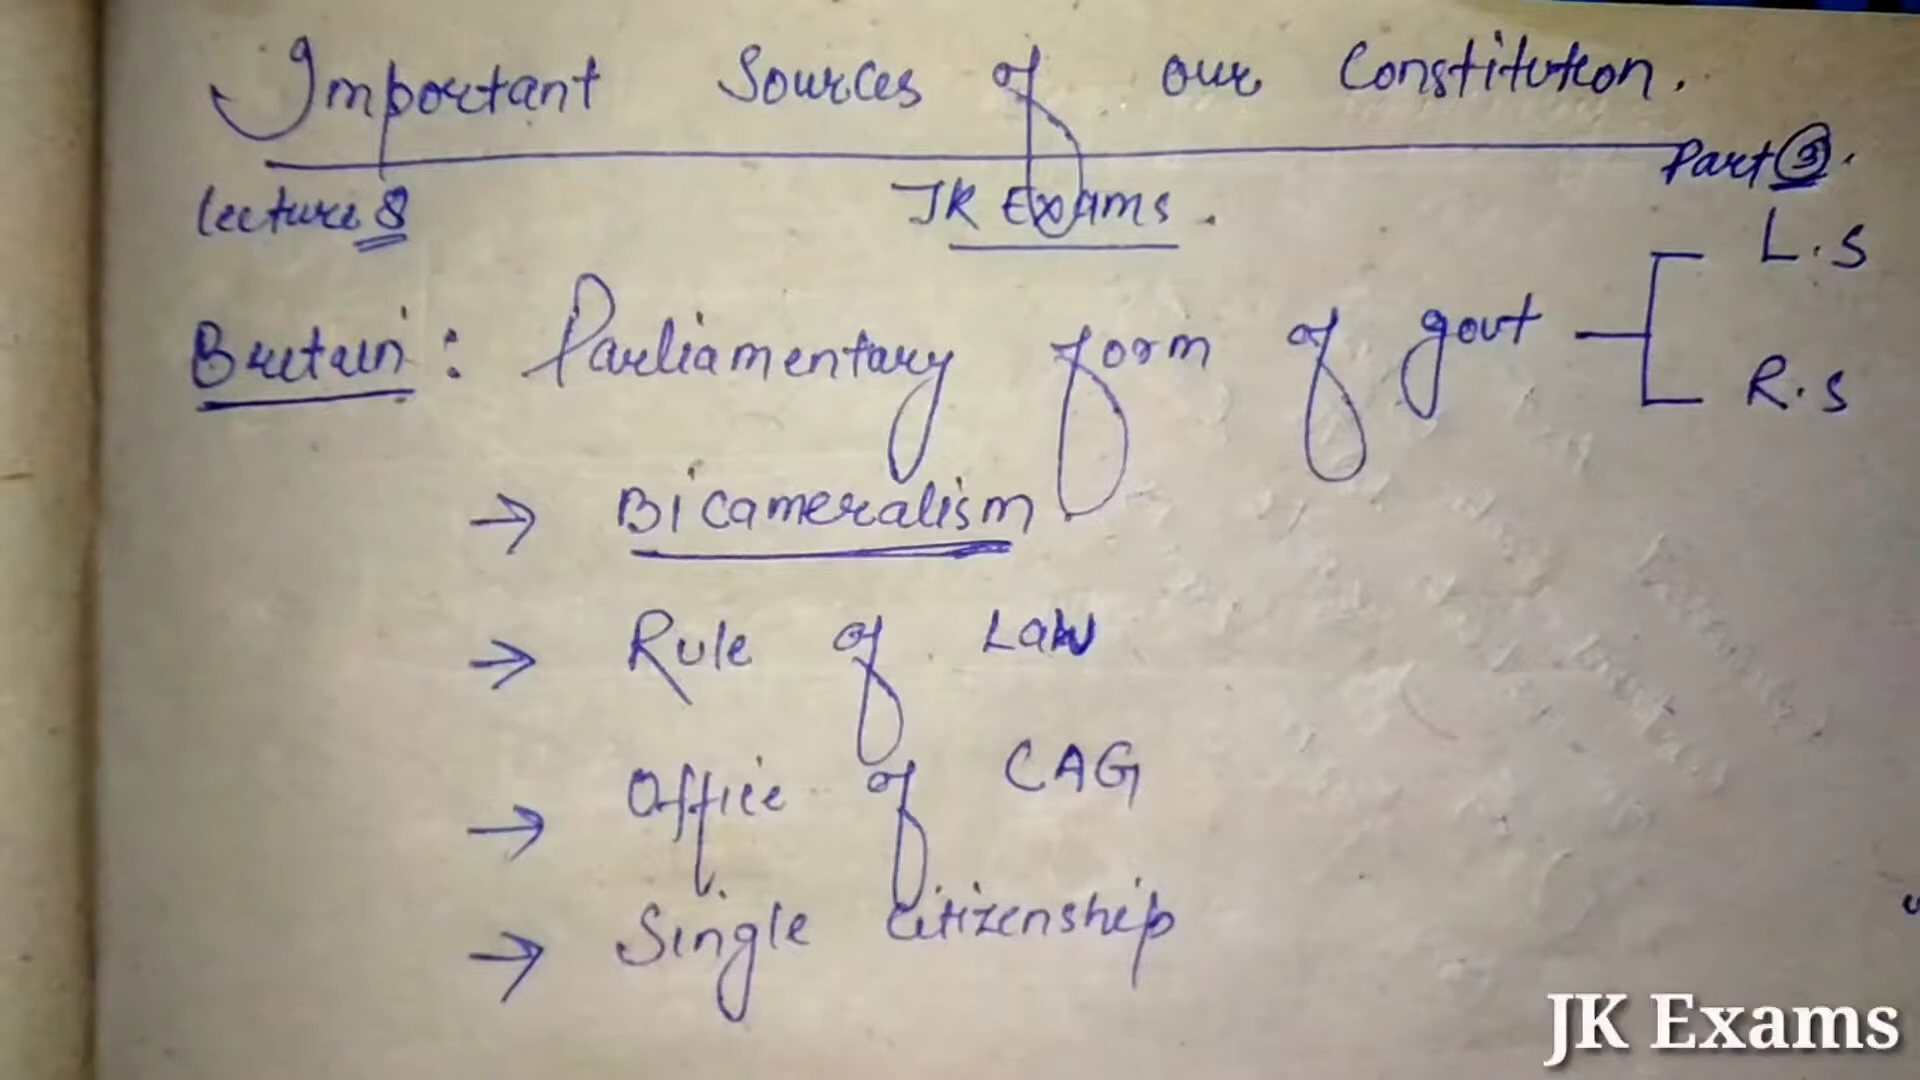 Important Sources of our Constitution.
Part
lecture 8
JK Exams.
Britain: Parliamentary form of govt
L.S
R.S
→ Bicameralism
→ Rule of Law
→ Office of CAG
→ Single Citizenship
JK Exams